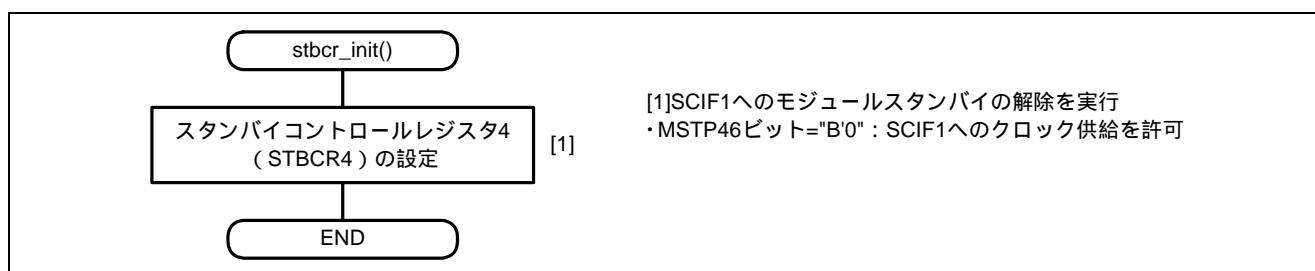 stbcr_init()
スタンバイコントロールレジスタ4
（STBCR4）の設定
[1]
END
[1]SCIF1へのモジュールスタンバイの解除を実行
・MSTP46ビット="B'0"：SCIF1へのクロック供給を許可